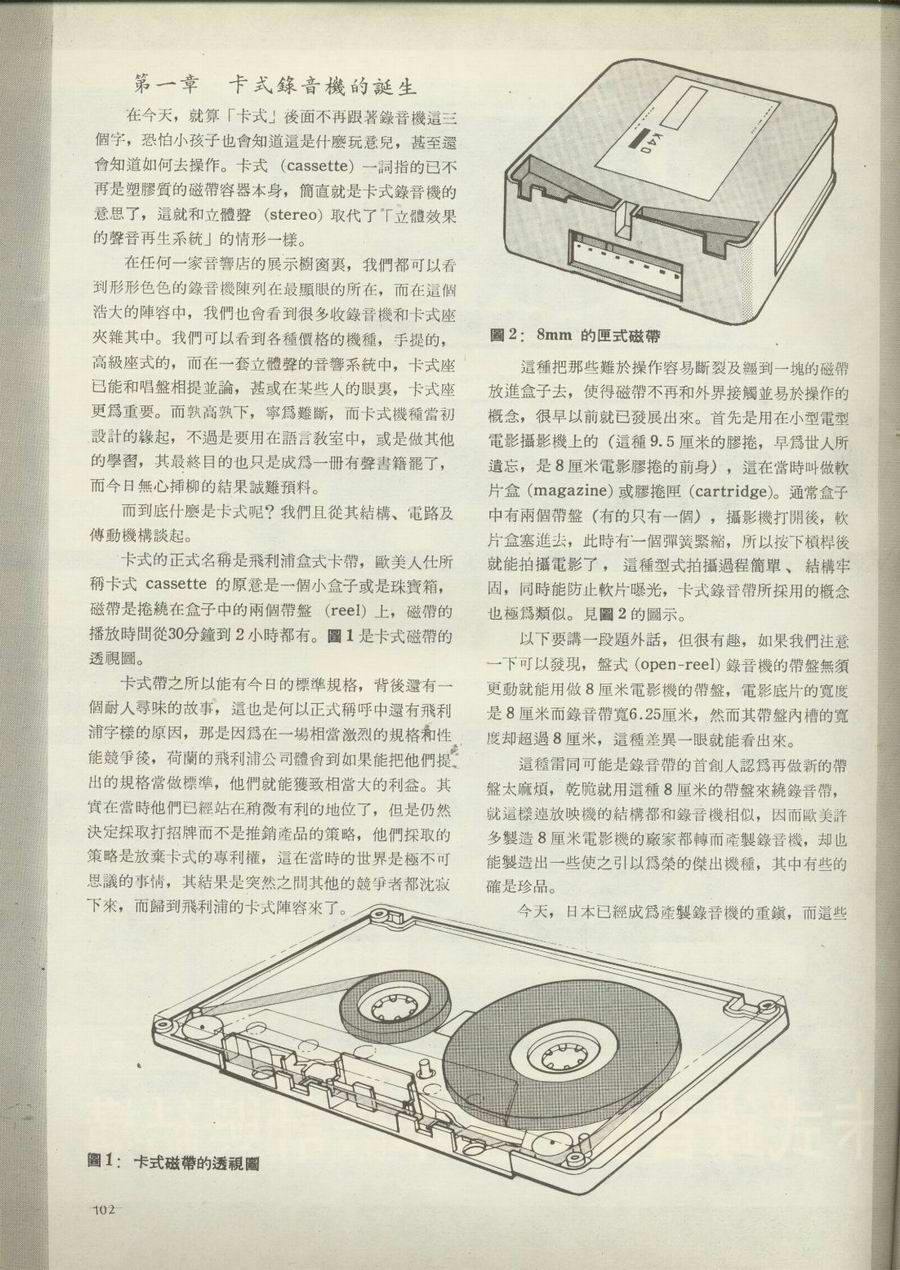 第一章　卡式錄音機的誕生
在今天，就算「卡式」後面不再跟著錄音機這三
個字，恐怕小孩子也會知道這是什麼玩意兒，甚至還
會知道如何去操作。卡式 (cassette) 一詞指的已不
再是塑膠質的磁帶容器本身，簡直就是卡式錄音機的
意思了，這就和立體聲 (stereo) 取代了「立體效果
的聲音再生系統」的情形一樣。
在任何一家音響店的展示櫥窗裏，我們都可以看
到形形色色的錄音機陳列在最顯眼的所在，而在這個
浩大的陣容中，我們也會看到很多收錄音機和卡式座
夾雜其中。我們可以看到各種價格的機種，手提的，
高級座式的，而在一套立體聲的音響系統中，卡式座
已能和唱盤相提並論，甚或在某些人的眼裏，卡式座
更爲重要。而孰高孰下，寧爲難斷，而卡式機種當初
設計的緣起，不過是要用在語言教室中，或是做其他
的學習，其最終目的也只是成爲一冊有聲書籍罷了，
而今日無心揷柳的結果誠難預料。
而到底什麼是卡式呢？我們且從其結構、電路及
傳動機構談起。
卡式的正式名稱是飛利浦盒式卡帶，歐美人仕所
稱卡式 cassette 的原意是一個小盒子或是珠寶箱，
磁帶是捲繞在盒子中的兩個帶盤 (reel) 上，磁帶的
播放時間從30分鐘到２小時都有。圖１是卡式磁帶的
透視圖。
卡式帶之所以能有今日的標準規格，背後還有一
個耐人尋味的故事，這也是何以正式稱呼中還有飛利
浦字樣的原因，那是因爲在一場相當激烈的規格和性
能競爭後，荷蘭的飛利浦公司體會到如果能把他們提
出的規格當做標準，他們就能獲致相當大的利益。其
實在當時他們已經站在稍微有利的地位了，但是仍然
決定採取打招牌而不是推銷產品的策略，他們採取的
策略是放棄卡式的專利權，這在當時的世界是極不可
思議的事情，其結果是突然之間其他的競爭者都沈寂
下來，而歸到飛利浦的卡式陣容來了。
圖1：卡式磁帶的透視圖
102
K40
圖2：8mm 的匣式磁帶
這種把那些難於操作容易斷裂及纒到一塊的磁帶
放進盒子去，使得磁帶不再和外界接觸並易於操作的
概念，很早以前就已發展出來。首先是用在小型電型
電影攝影機上的（這種9.5厘米的膠捲，早爲世人所
遺忘，是８厘米電影膠捲的前身），這在當時叫做軟
片盒 (magazine) 或膠捲匣 (cartridge)。通常盒子
中有兩個帶盤（有的只有一個），攝影機打開後，軟
片盒塞進去，此時有一個彈簧緊縮，所以按下槓桿後
就能拍攝電影了，這種型式拍攝過程簡單、結構牢
固，同時能防止軟片曝光，卡式錄音帶所採用的概念
也極爲類似。見圖２的圖示。
以下要講一段題外話，但很有趣，如果我們注意
一下可以發現，盤式 (open-reel) 錄音機的帶盤無須
更動就能用做８厘米電影機的帶盤，電影底片的寬度
是８厘米而錄音帶寬6.25厘米，然而其帶盤內槽的寬
度却超過８厘米，這種差異一眼就能看出來。
這種雷同可能是錄音帶的首創人認爲再做新的帶
盤太麻煩，乾脆就用這種８厘米的帶盤來繞錄音帶，
就這樣連放映機的結構都和錄音機相似，因而歐美許
多製造８厘米電影機的廠家都轉而產製錄音機，却也
能製造出一些使之引以爲榮的傑出機種，其中有些的
確是珍品。
今天，日本已經成爲產製錄音機的重鎭，而這些